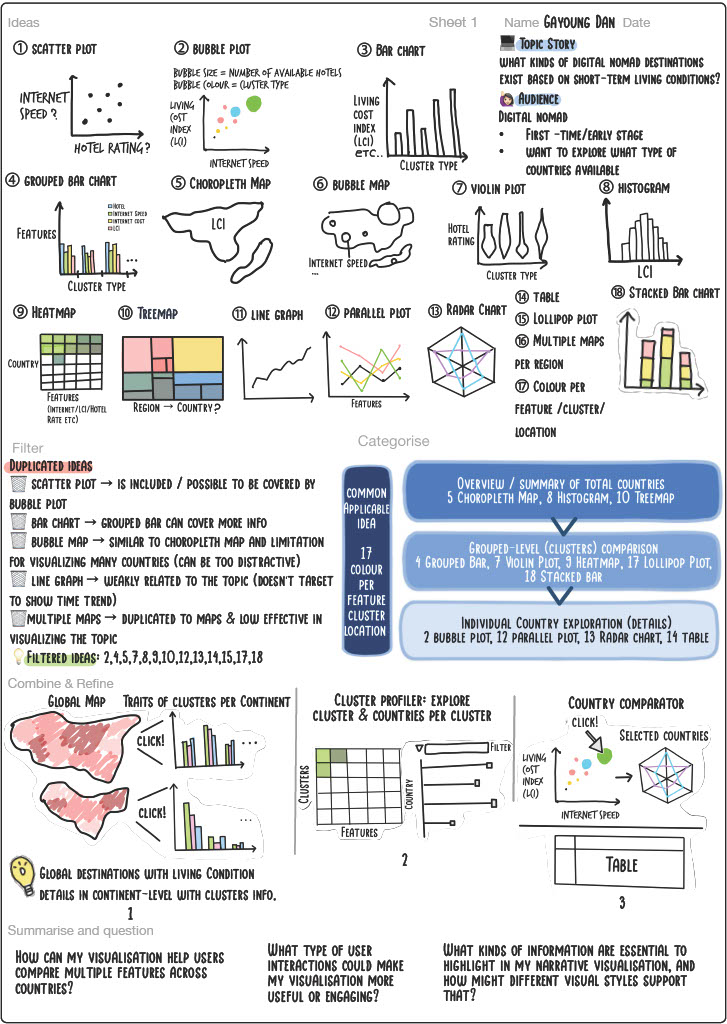 Ideas
Sheet 1
Name GAYOUNG DAN Date
① SCATTER PLOT
INTERNET
SPEED?
HOTEL RATING?
② BUBBLE PLOT
BUBBLE SIZE = NUMBER OF AVAILABLE HOTELS
BUBBLE COLOUR = CLUSTER TYPE
LIVING
COST
INDEX
(LCI)
INTERNET SPEED
③ BAR CHART
LIVING
COST
INDEX
(LCI)
ETC..
CLUSTER TYPE
TOPIC STORY
WHAT KINDS OF DIGITAL NOMAD DESTINATIONS
EXIST BASED ON SHORT-TERM LIVING CONDITIONS?
AUDIENCE
DIGITAL NOMAD
• FIRST -TIME/EARLY STAGE
• WANT TO EXPLORE WHAT TYPE OF
COUNTRIES AVAILABLE
④ GROUPED BAR CHART
HOTEL
INTERNET SPEED
INTERNET COST
LCI
FEATURES
...
CLUSTER TYPE
⑤ CHOROPLETH MAP
LCI
⑥ BUBBLE MAP
INTERNET SPEED
...
⑦ VIOLIN PLOT
HOTEL
RATING
CLUSTER TYPE
⑧ HISTOGRAM
LCI
⑨ HEATMAP
COUNTRY
FEATURES
(INTERNET/LCI/HOTEL
RATE ETC)
⑩ TREEMAP
REGION → COUNTRY?
⑪ LINE GRAPH
⑫ PARALLEL PLOT
FEATURES
⑬ RADAR CHART
⑭ TABLE
⑮ LOLLIPOP PLOT
⑯ MULTIPLE MAPS
PER REGION
⑰ COLOUR PER
FEATURE /CLUSTER/
LOCATION
⑱ STACKED BAR CHART
Filter
DUPLICATED IDEAS
SCATTER PLOT → IS INCLUDED / POSSIBLE TO BE COVERED BY
BUBBLE PLOT
BAR CHART → GROUPED BAR CAN COVER MORE INFO
BUBBLE MAP → SIMILAR TO CHOROPLETH MAP AND LIMITATION
FOR VISUALIZING MANY COUNTRIES (CAN BE TOO DISTRACTIVE)
LINE GRAPH → WEAKLY RELATED TO THE TOPIC (DOESN'T TARGET
TO SHOW TIME TREND)
MULTIPLE MAPS → DUPLICATED TO MAPS & LOW EFFECTIVE IN
VISUALIZING THE TOPIC
FILTERED IDEAS: 2,4,5,7,8,9,10,12,13,14,15,17,18
Categorise
COMMON
APPLICABLE
IDEA
17
COLOUR
PER
FEATURE
CLUSTER
LOCATION
OVERVIEW / SUMMARY OF TOTAL COUNTRIES
5 CHOROPLETH MAP, 8 HISTOGRAM, 10 TREEMAP
GROUPED-LEVEL (CLUSTERS) COMPARISON
4 GROUPED BAR, 7 VIOLIN PLOT, 9 HEATMAP, 17 LOLLIPOP PLOT,
18 STACKED BAR
INDIVIDUAL COUNTRY EXPLORATION (DETAILS)
2 BUBBLE PLOT, 12 PARALLEL PLOT, 13 RADAR CHART, 14 TABLE
Combine & Refine
GLOBAL MAP
TRAITS OF CLUSTERS PER CONTINENT
CLICK!
...
CLICK!
...
GLOBAL DESTINATIONS WITH LIVING CONDITION
DETAILS IN CONTINENT-LEVEL WITH CLUSTERS INFO.
1
CLUSTER PROFILER: EXPLORE
CLUSTER & COUNTRIES PER CLUSTER
CLUSTERS
FEATURES
FILTER
COUNTRY
2
COUNTRY COMPARATOR
CLICK!
SELECTED COUNTRIES
LIVING
COST
INDEX
(LCI)
INTERNET SPEED
TABLE
3
Summarise and question
HOW CAN MY VISUALISATION HELP USERS
COMPARE MULTIPLE FEATURES ACROSS
COUNTRIES?
WHAT TYPE OF USER
INTERACTIONS COULD MAKE
MY VISUALISATION MORE
USEFUL OR ENGAGING?
WHAT KINDS OF INFORMATION ARE ESSENTIAL TO
HIGHLIGHT IN MY NARRATIVE VISUALISATION, AND
HOW MIGHT DIFFERENT VISUAL STYLES SUPPORT
THAT?